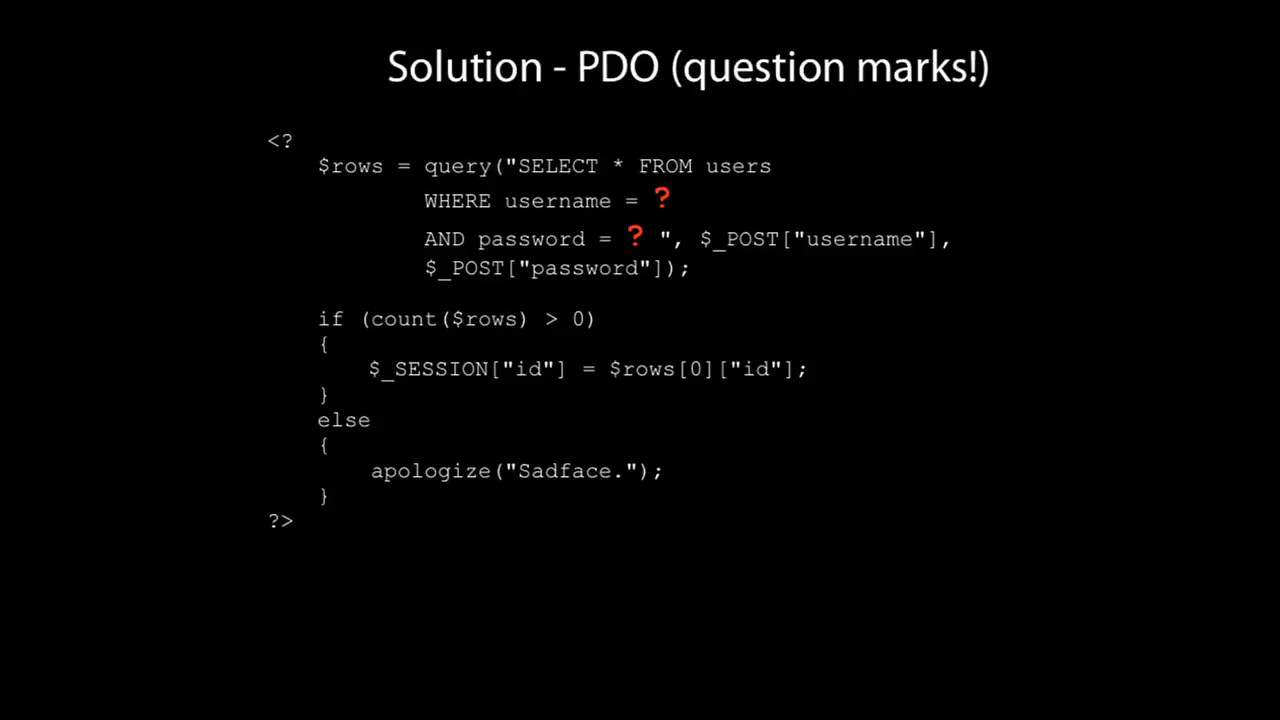 Solution - PDO (question marks!)
<?
$rows = query("SELECT * FROM users
WHERE username = ?
AND password = ? ", $_POST["username"],
$_POST["password"]);
if (count($rows) > 0)
{
$_SESSION["id"] = $rows[0]["id"];
}
else
{
apologize("Sadface.");
}
?>